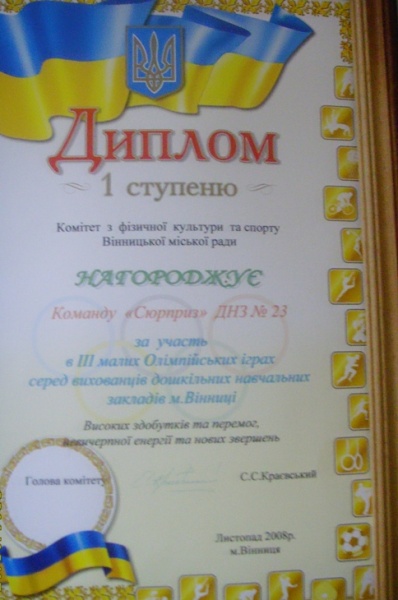 Диплом
1 ступеню
Комітет з фізичної культури та спорту
Вінницької міської ради
НАГОРОДЖУЄ
Команду «Сюрприз» ДНЗ № 23
за участь
в ІІІ малих Олімпійських іграх
серед вихованців дошкільних навчальних
закладів м.Вінниці
Високих здобутків та перемог,
невичерпної енергії та нових звершень
Голова комітету С.С.Краєвський
Листопад 2008р.
м.Вінниця